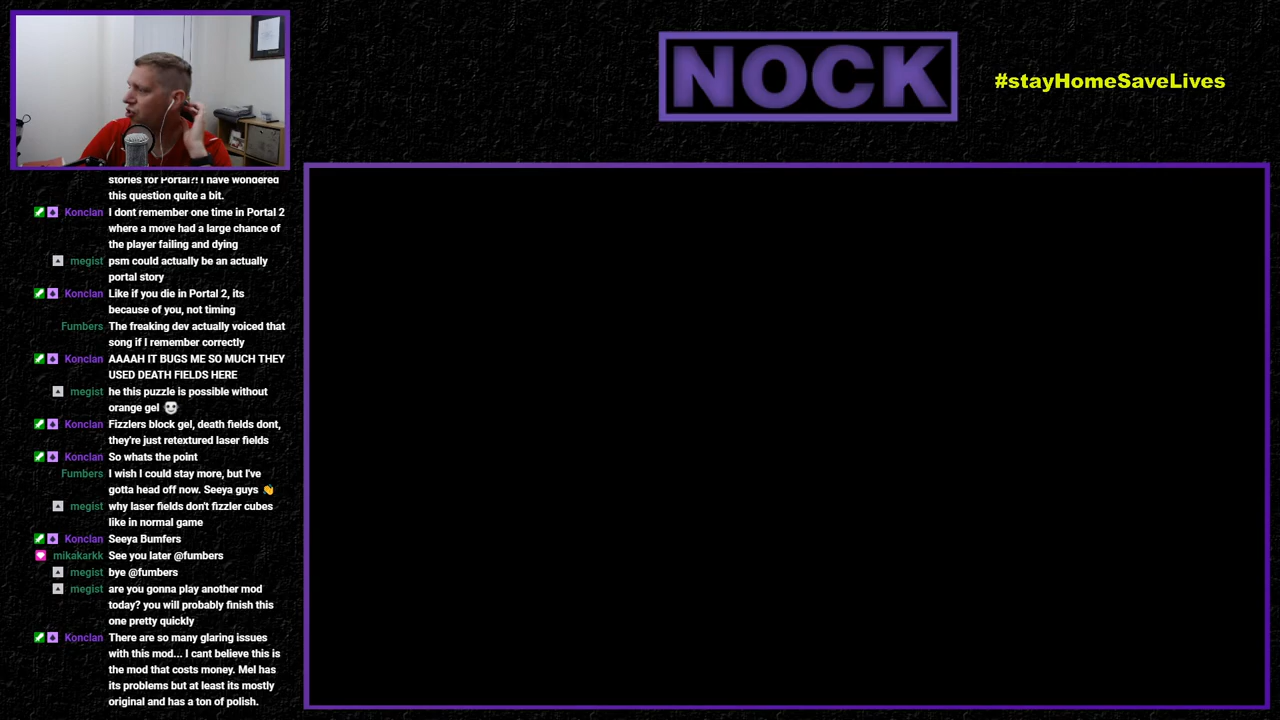 NOCK
#stayHomeSaveLives
stories for Portal?! I have wondered
this question quite a bit.
Konclan I dont remember one time in Portal 2
where a move had a large chance of
the player failing and dying
megist psm could actually be an actually
portal story
Konclan Like if you die in Portal 2, its
because of you, not timing
Fumbers The freaking dev actually voiced that
song if I remember correctly
Konclan AAAAH IT BUGS ME SO MUCH THEY
USED DEATH FIELDS HERE
megist he this puzzle is possible without
orange gel
Konclan Fizzlers block gel, death fields dont,
they're just retextured laser fields
Konclan So whats the point
Fumbers I wish I could stay more, but I've
gotta head off now. Seeya guys 👋
megist why laser fields don't fizzler cubes
like in normal game
Konclan Seeya Bumfers
mikakarkk See you later @fumbers
megist bye @fumbers
megist are you gonna play another mod
today? you will probably finish this
one pretty quickly
Konclan There are so many glaring issues
with this mod... I cant believe this is
the mod that costs money. Mel has
its problems but at least its mostly
original and has a ton of polish.